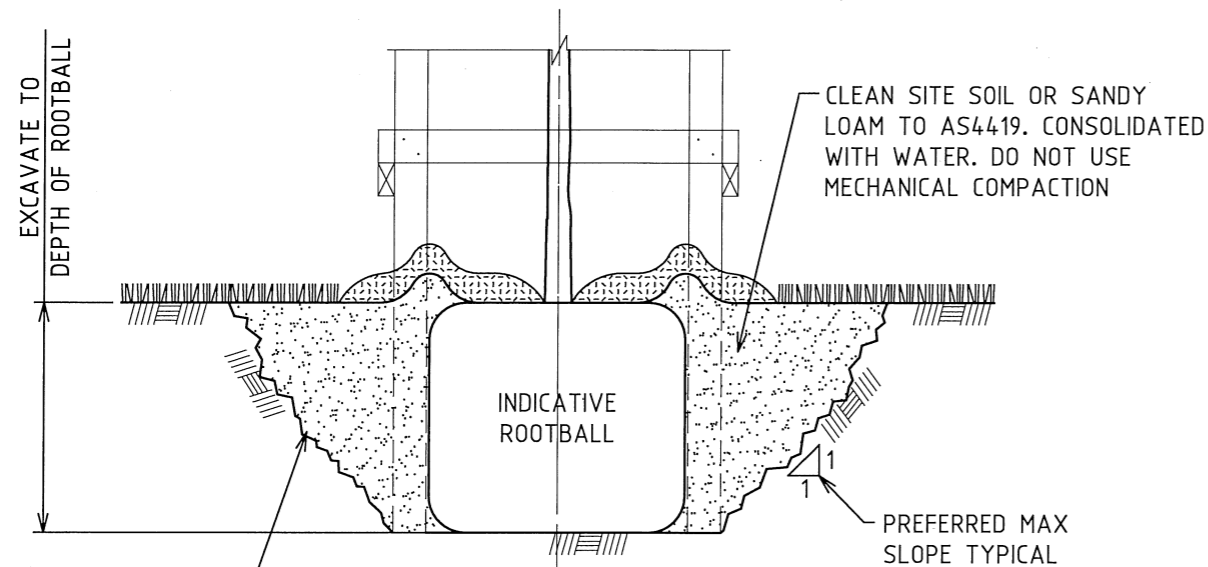 EXCAVATE TO
DEPTH OF ROOTBALL
CLEAN SITE SOIL OR SANDY
LOAM TO AS4419. CONSOLIDATED
WITH WATER. DO NOT USE
MECHANICAL COMPACTION
INDICATIVE
ROOTBALL
1
1
PREFERRED MAX
SLOPE TYPICAL